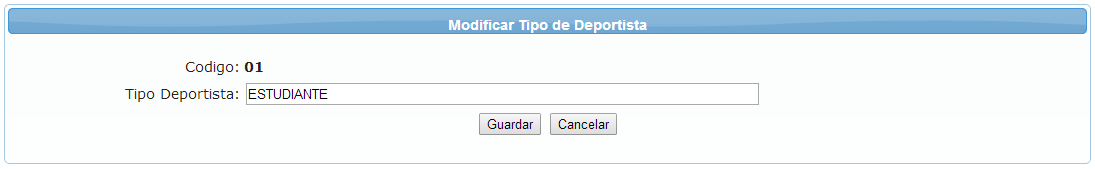 Modificar Tipo de Deportista
Codigo: 01
Tipo Deportista: ESTUDIANTE
Guardar Cancelar